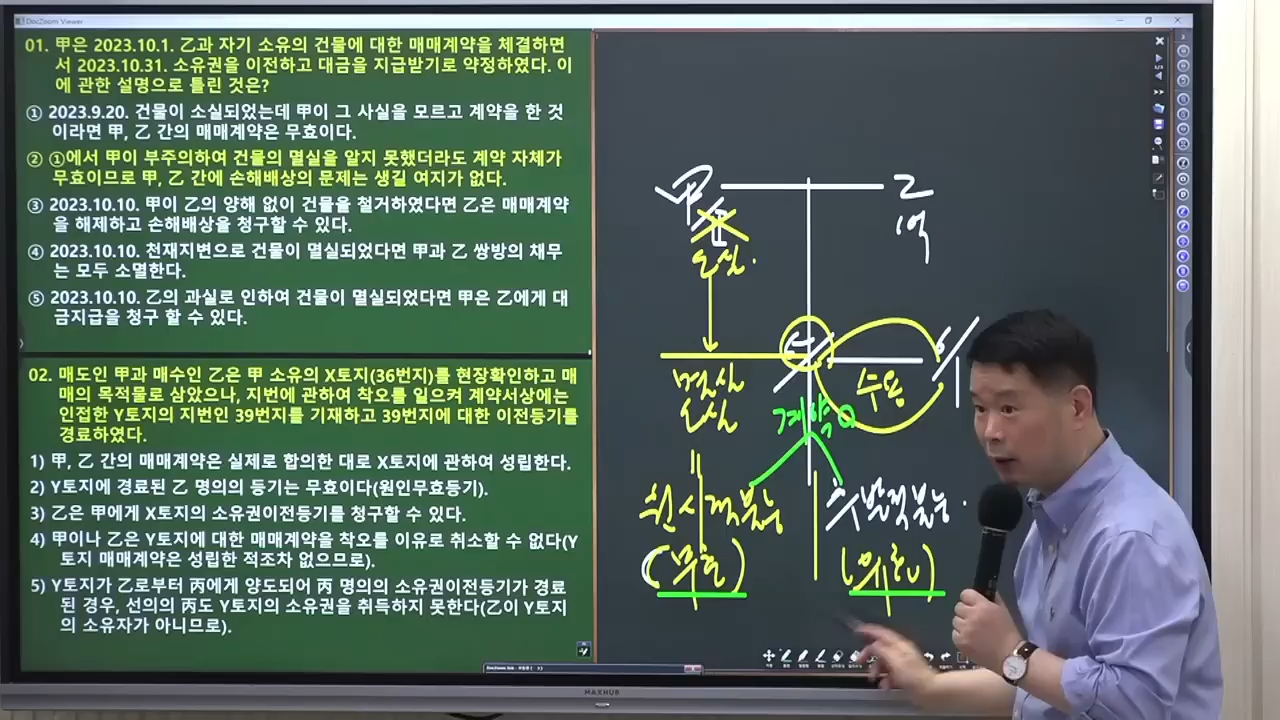 DocZoom Viewer
01. 甲은 2023.10.1. 乙과 자기 소유의 건물에 대한 매매계약을 체결하면
서 2023.10.31. 소유권을 이전하고 대금을 지급받기로 약정하였다. 이
에 관한 설명으로 틀린 것은?
① 2023.9.20. 건물이 소실되었는데 甲이 그 사실을 모르고 계약을 한 것
이라면 甲, 乙 간의 매매계약은 무효이다.
② ①에서 甲이 부주의하여 건물의 멸실을 알지 못했더라도 계약 자체가
무효이므로 甲, 乙 간에 손해배상의 문제는 생길 여지가 없다.
③ 2023.10.10. 甲이 乙의 양해 없이 건물을 철거하였다면 乙은 매매계약
을 해제하고 손해배상을 청구할 수 있다.
④ 2023.10.10. 천재지변으로 건물이 멸실되었다면 甲과 乙 쌍방의 채무
는 모두 소멸한다.
⑤ 2023.10.10. 乙의 과실로 인하여 건물이 멸실되었다면 甲은 乙에게 대
금지급을 청구 할 수 있다.
02. 매도인 甲과 매수인 乙은 甲 소유의 X토지(36번지)를 현장확인하고 매
매의 목적물로 삼았으나, 지번에 관하여 착오를 일으켜 계약서상에는
인접한 Y토지의 지번인 39번지를 기재하고 39번지에 대한 이전등기를
경료하였다.
1) 甲, 乙 간의 매매계약은 실제로 합의한 대로 X토지에 관하여 성립한다.
2) Y토지에 경료된 乙 명의의 등기는 무효이다(원인무효등기).
3) 乙은 甲에게 X토지의 소유권이전등기를 청구할 수 있다.
4) 甲이나 乙은 Y토지에 대한 매매계약을 착오를 이유로 취소할 수 없다(Y
토지 매매계약은 성립한 적조차 없으므로).
5) Y토지가 乙로부터 丙에게 양도되어 丙 명의의 소유권이전등기가 경료
된 경우, 선의의 丙도 Y토지의 소유권을 취득하지 못한다(乙이 Y토지
의 소유자가 아니므로).
甲 乙
1억
멸실
수용
계약
원시적불능 후발적불능
(무효) (유효)
MAXHUB